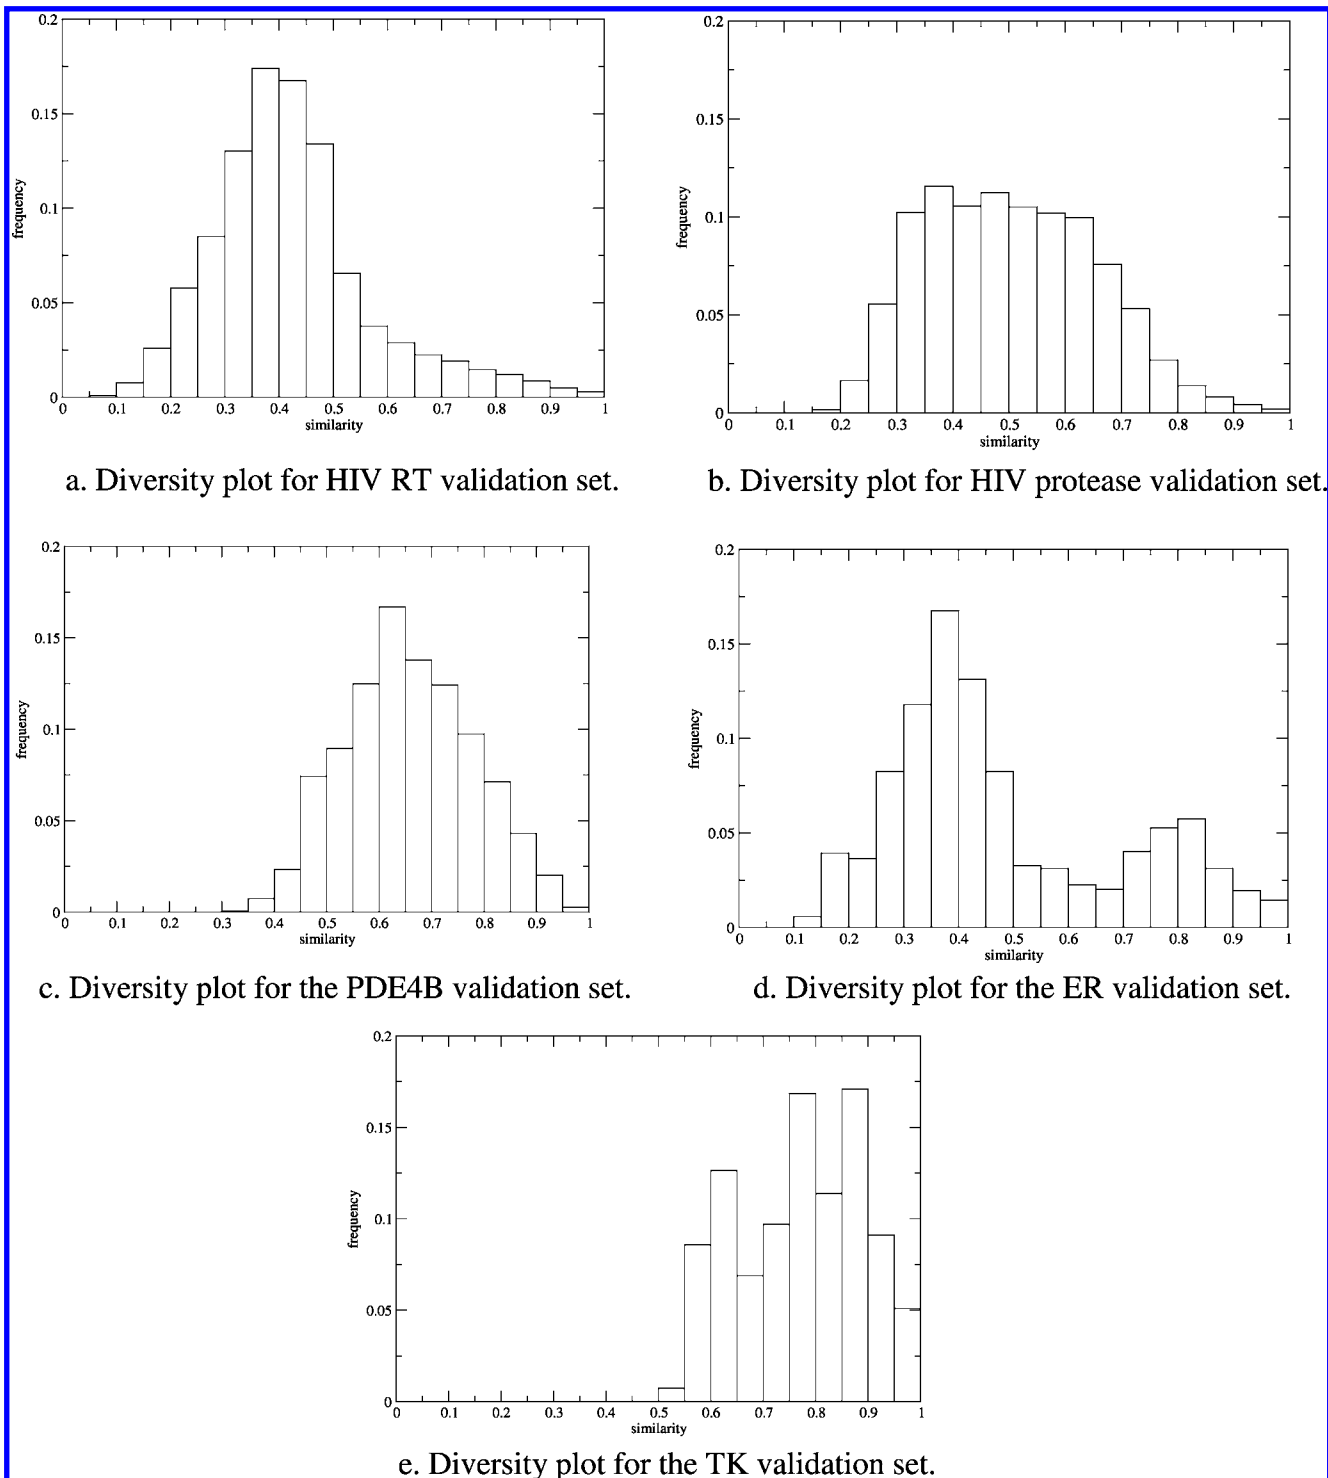 0.2
0.15
0.1
0.05
0
frequency
0 0.1 0.2 0.3 0.4 0.5 0.6 0.7 0.8 0.9 1
similarity
a. Diversity plot for HIV RT validation set.
0.2
0.15
0.1
0.05
0
frequency
0 0.1 0.2 0.3 0.4 0.5 0.6 0.7 0.8 0.9 1
similarity
b. Diversity plot for HIV protease validation set.
0.2
0.15
0.1
0.05
0
frequency
0 0.1 0.2 0.3 0.4 0.5 0.6 0.7 0.8 0.9 1
similarity
c. Diversity plot for the PDE4B validation set.
0.2
0.15
0.1
0.05
0
frequency
0 0.1 0.2 0.3 0.4 0.5 0.6 0.7 0.8 0.9 1
similarity
d. Diversity plot for the ER validation set.
0.2
0.15
0.1
0.05
0
frequency
0 0.1 0.2 0.3 0.4 0.5 0.6 0.7 0.8 0.9 1
similarity
e. Diversity plot for the TK validation set.